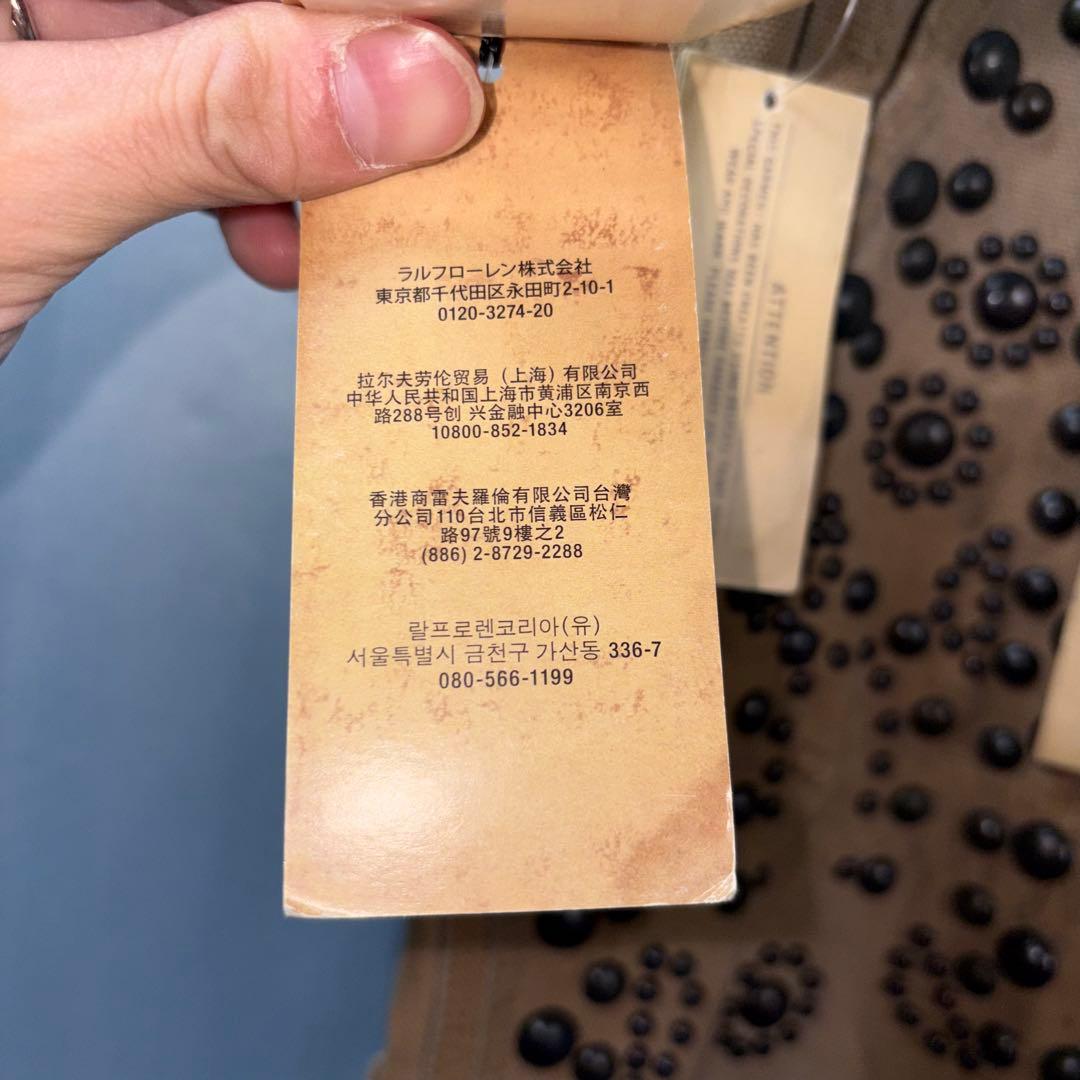 ラルフローレン株式会社
東京都千代田区永田町2-10-1
0120-3274-20
拉尔夫劳伦贸易（上海）有限公司
中华人民共和国上海市黄浦区南京西
路288号创 兴金融中心3206室
10800-852-1834
香港商雷夫羅倫有限公司台灣
分公司110台北市信義區松仁
路97號9樓之2
(886) 2-8729-2288
랄프로렌코리아(유)
서울특별시 금천구 가산동 336-7
080-566-1199
ATTENTION